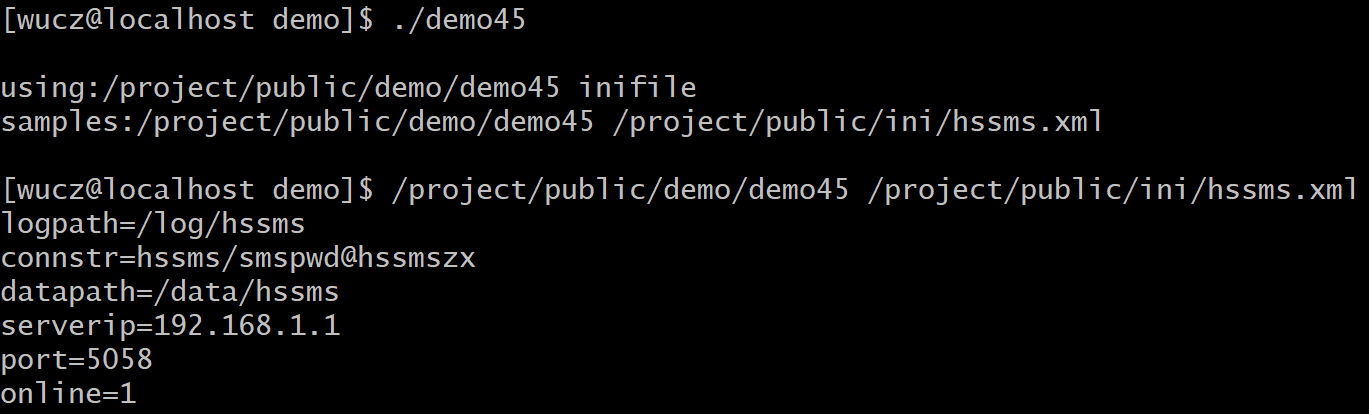 [wucz@localhost demo]$ ./demo45
using:/project/public/demo/demo45 inifile
samples:/project/public/demo/demo45 /project/public/ini/hssms.xml
[wucz@localhost demo]$ /project/public/demo/demo45 /project/public/ini/hssms.xml
logpath=/log/hssms
connstr=hssms/smspwd@hssmszx
datapath=/data/hssms
serverip=192.168.1.1
port=5058
online=1